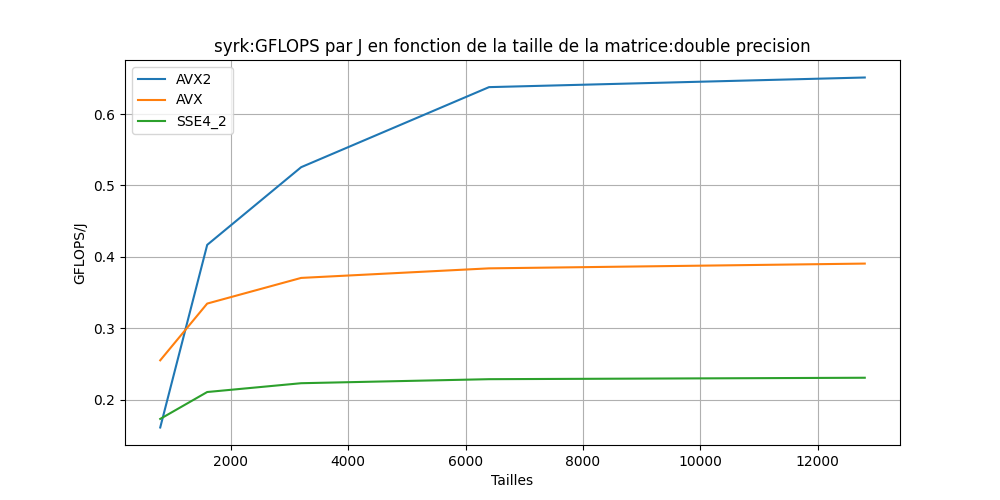 syrk:GFLOPS par J en fonction de la taille de la matrice:double precision
AVX2
AVX
SSE4_2
GFLOPS/J
0.6
0.5
0.4
0.3
0.2
2000 4000 6000 8000 10000 12000
Tailles